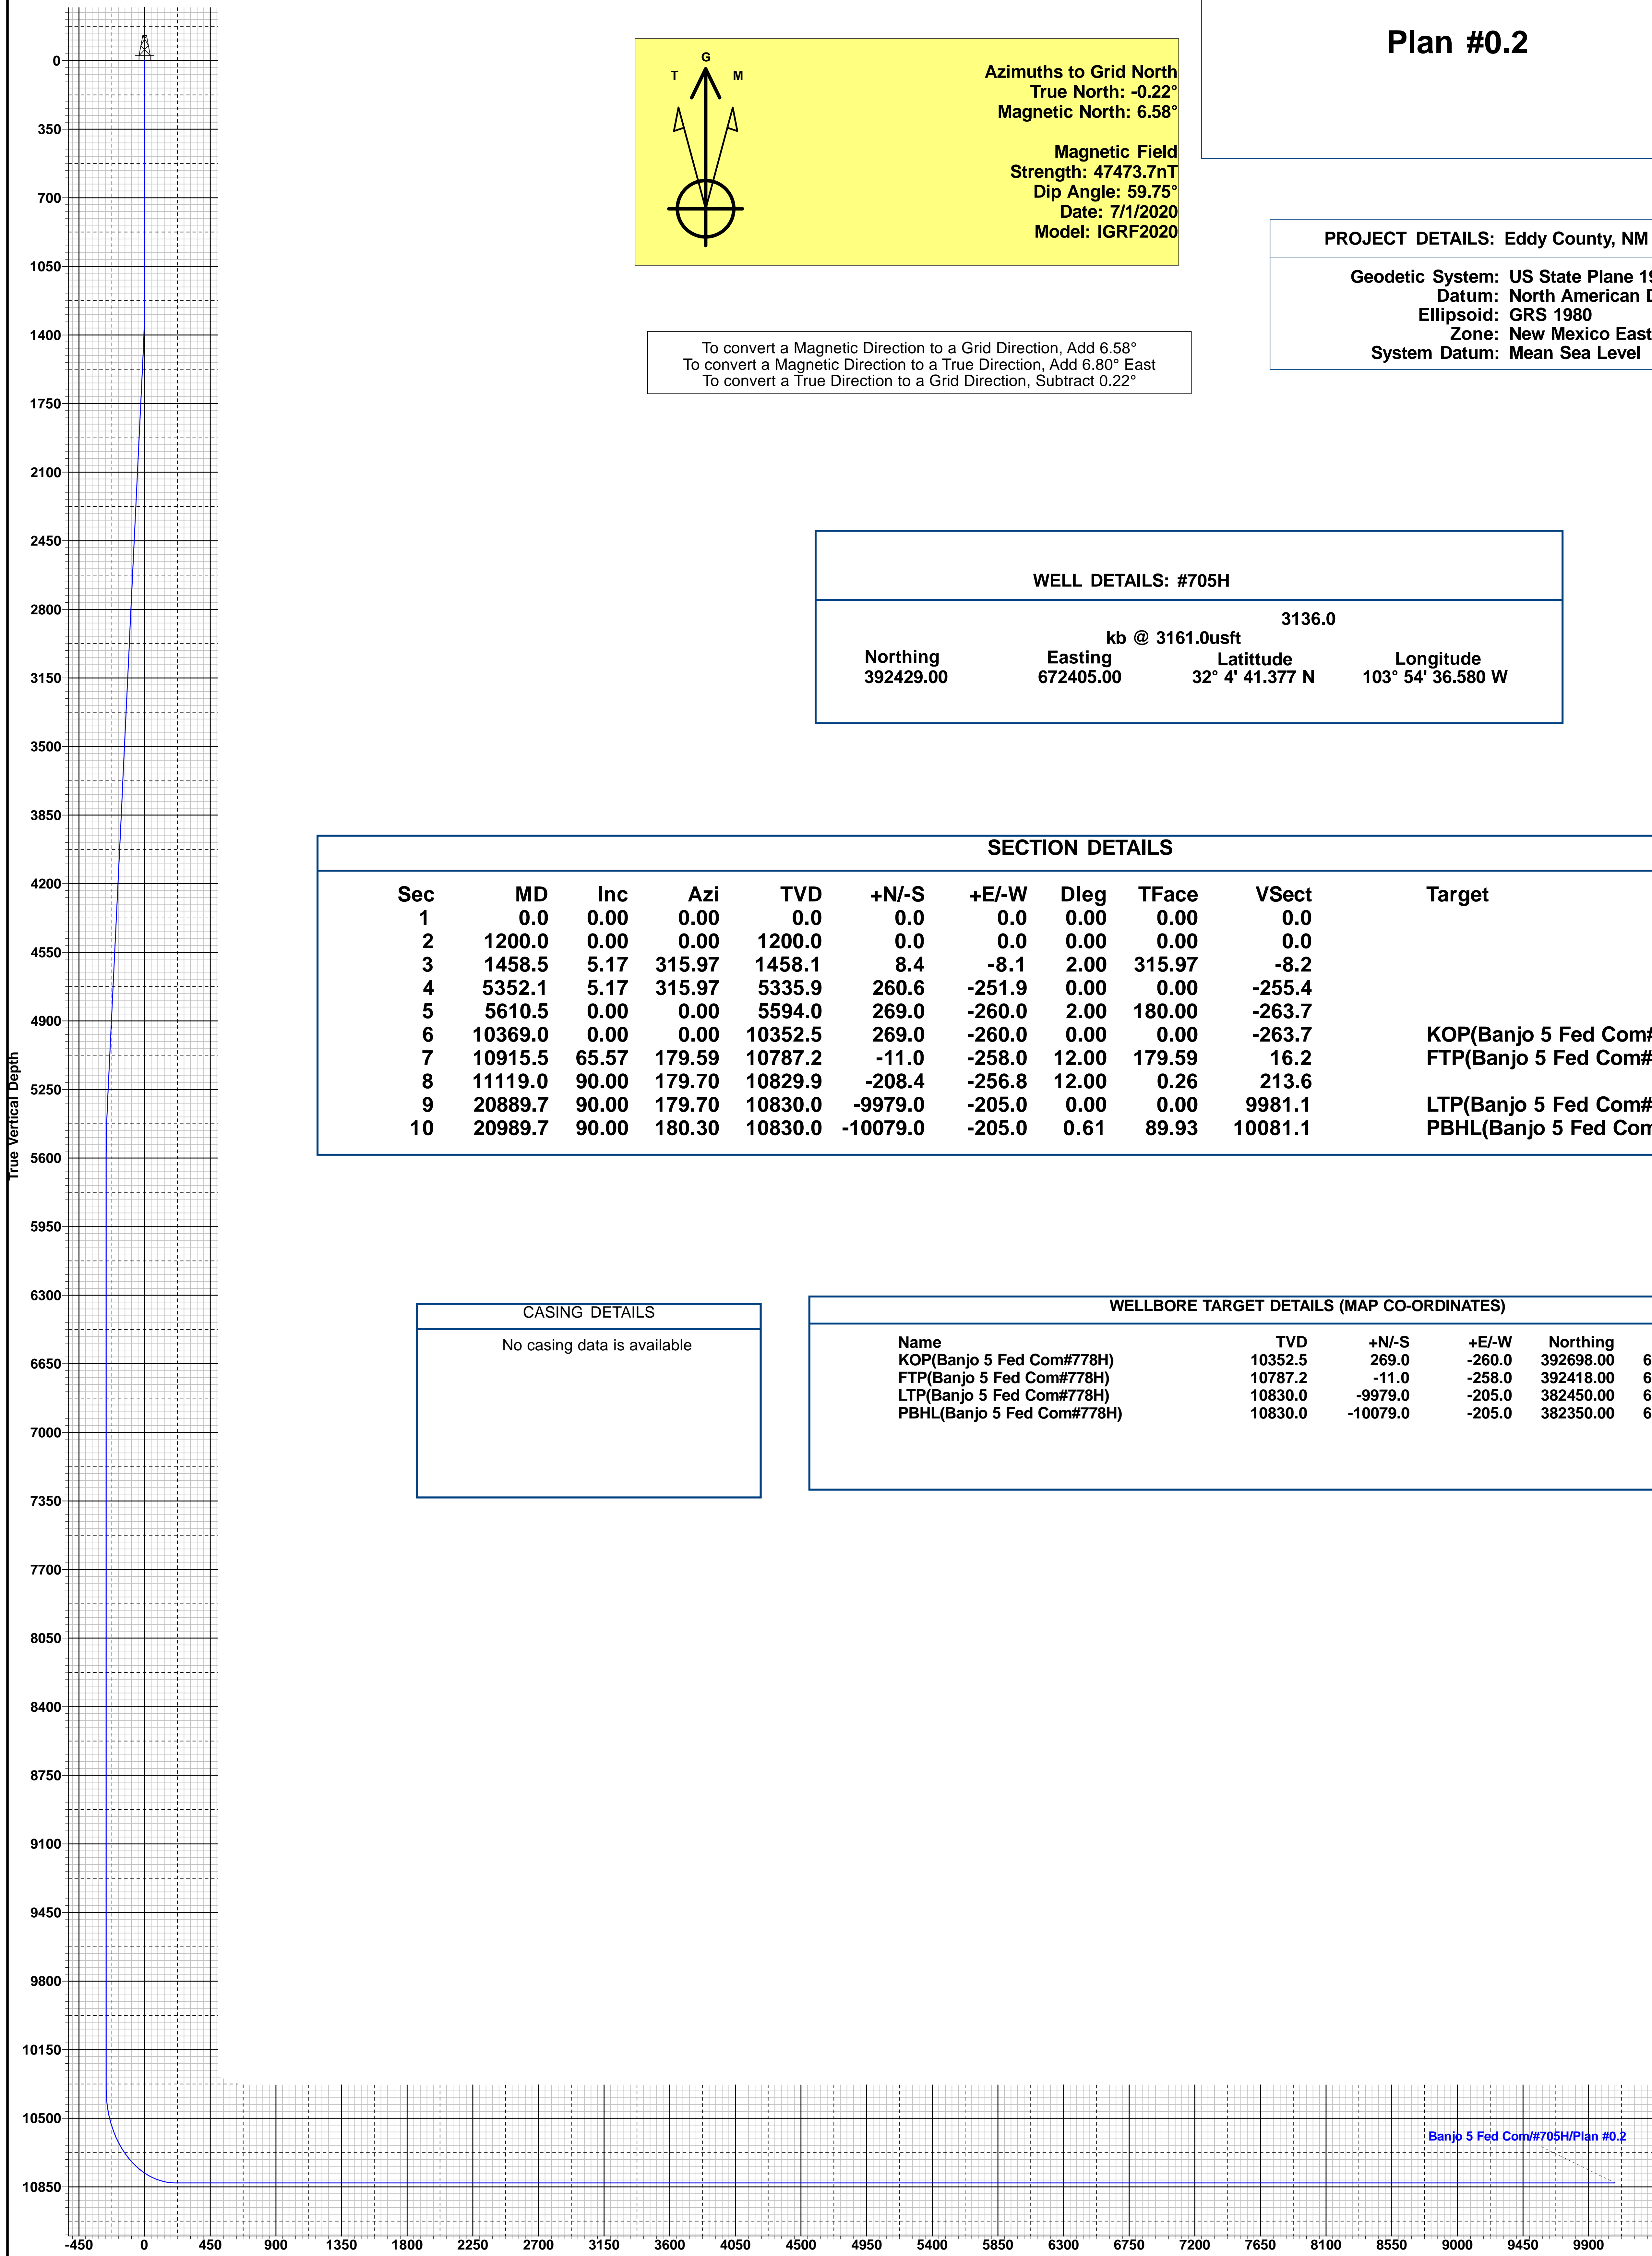 Plan #0.2
G
T M
Azimuths to Grid North
True North: -0.22°
Magnetic North: 6.58°
Magnetic Field
Strength: 47473.7nT
Dip Angle: 59.75°
Date: 7/1/2020
Model: IGRF2020
PROJECT DETAILS: Eddy County, NM
Geodetic System: US State Plane 19
Datum: North American D
Ellipsoid: GRS 1980
Zone: New Mexico East
System Datum: Mean Sea Level
To convert a Magnetic Direction to a Grid Direction, Add 6.58°
To convert a Magnetic Direction to a True Direction, Add 6.80° East
To convert a True Direction to a Grid Direction, Subtract 0.22°
WELL DETAILS: #705H
3136.0
kb @ 3161.0usft
Northing Easting Latittude Longitude
392429.00 672405.00 32° 4' 41.377 N 103° 54' 36.580 W
SECTION DETAILS
Sec MD Inc Azi TVD +N/-S +E/-W Dleg TFace VSect Target
1 0.0 0.00 0.00 0.0 0.0 0.0 0.00 0.00 0.0
2 1200.0 0.00 0.00 1200.0 0.0 0.0 0.00 0.00 0.0
3 1458.5 5.17 315.97 1458.1 8.4 -8.1 2.00 315.97 -8.2
4 5352.1 5.17 315.97 5335.9 260.6 -251.9 0.00 0.00 -255.4
5 5610.5 0.00 0.00 5594.0 269.0 -260.0 2.00 180.00 -263.7
6 10369.0 0.00 0.00 10352.5 269.0 -260.0 0.00 0.00 -263.7 KOP(Banjo 5 Fed Com#
7 10915.5 65.57 179.59 10787.2 -11.0 -258.0 12.00 179.59 16.2 FTP(Banjo 5 Fed Com#
8 11119.0 90.00 179.70 10829.9 -208.4 -256.8 12.00 0.26 213.6
9 20889.7 90.00 179.70 10830.0 -9979.0 -205.0 0.00 0.00 9981.1 LTP(Banjo 5 Fed Com#
10 20989.7 90.00 180.30 10830.0 -10079.0 -205.0 0.61 89.93 10081.1 PBHL(Banjo 5 Fed Com
CASING DETAILS
No casing data is available
WELLBORE TARGET DETAILS (MAP CO-ORDINATES)
Name TVD +N/-S +E/-W Northing
KOP(Banjo 5 Fed Com#778H) 10352.5 269.0 -260.0 392698.00 6
FTP(Banjo 5 Fed Com#778H) 10787.2 -11.0 -258.0 392418.00 6
LTP(Banjo 5 Fed Com#778H) 10830.0 -9979.0 -205.0 382450.00 6
PBHL(Banjo 5 Fed Com#778H) 10830.0 -10079.0 -205.0 382350.00 6
True Vertical Depth
0
350
700
1050
1400
1750
2100
2450
2800
3150
3500
3850
4200
4550
4900
5250
5600
5950
6300
6650
7000
7350
7700
8050
8400
8750
9100
9450
9800
10150
10500
10850
Banjo 5 Fed Com/#705H/Plan #0.2
-450 0 450 900 1350 1800 2250 2700 3150 3600 4050 4500 4950 5400 5850 6300 6750 7200 7650 8100 8550 9000 9450 9900